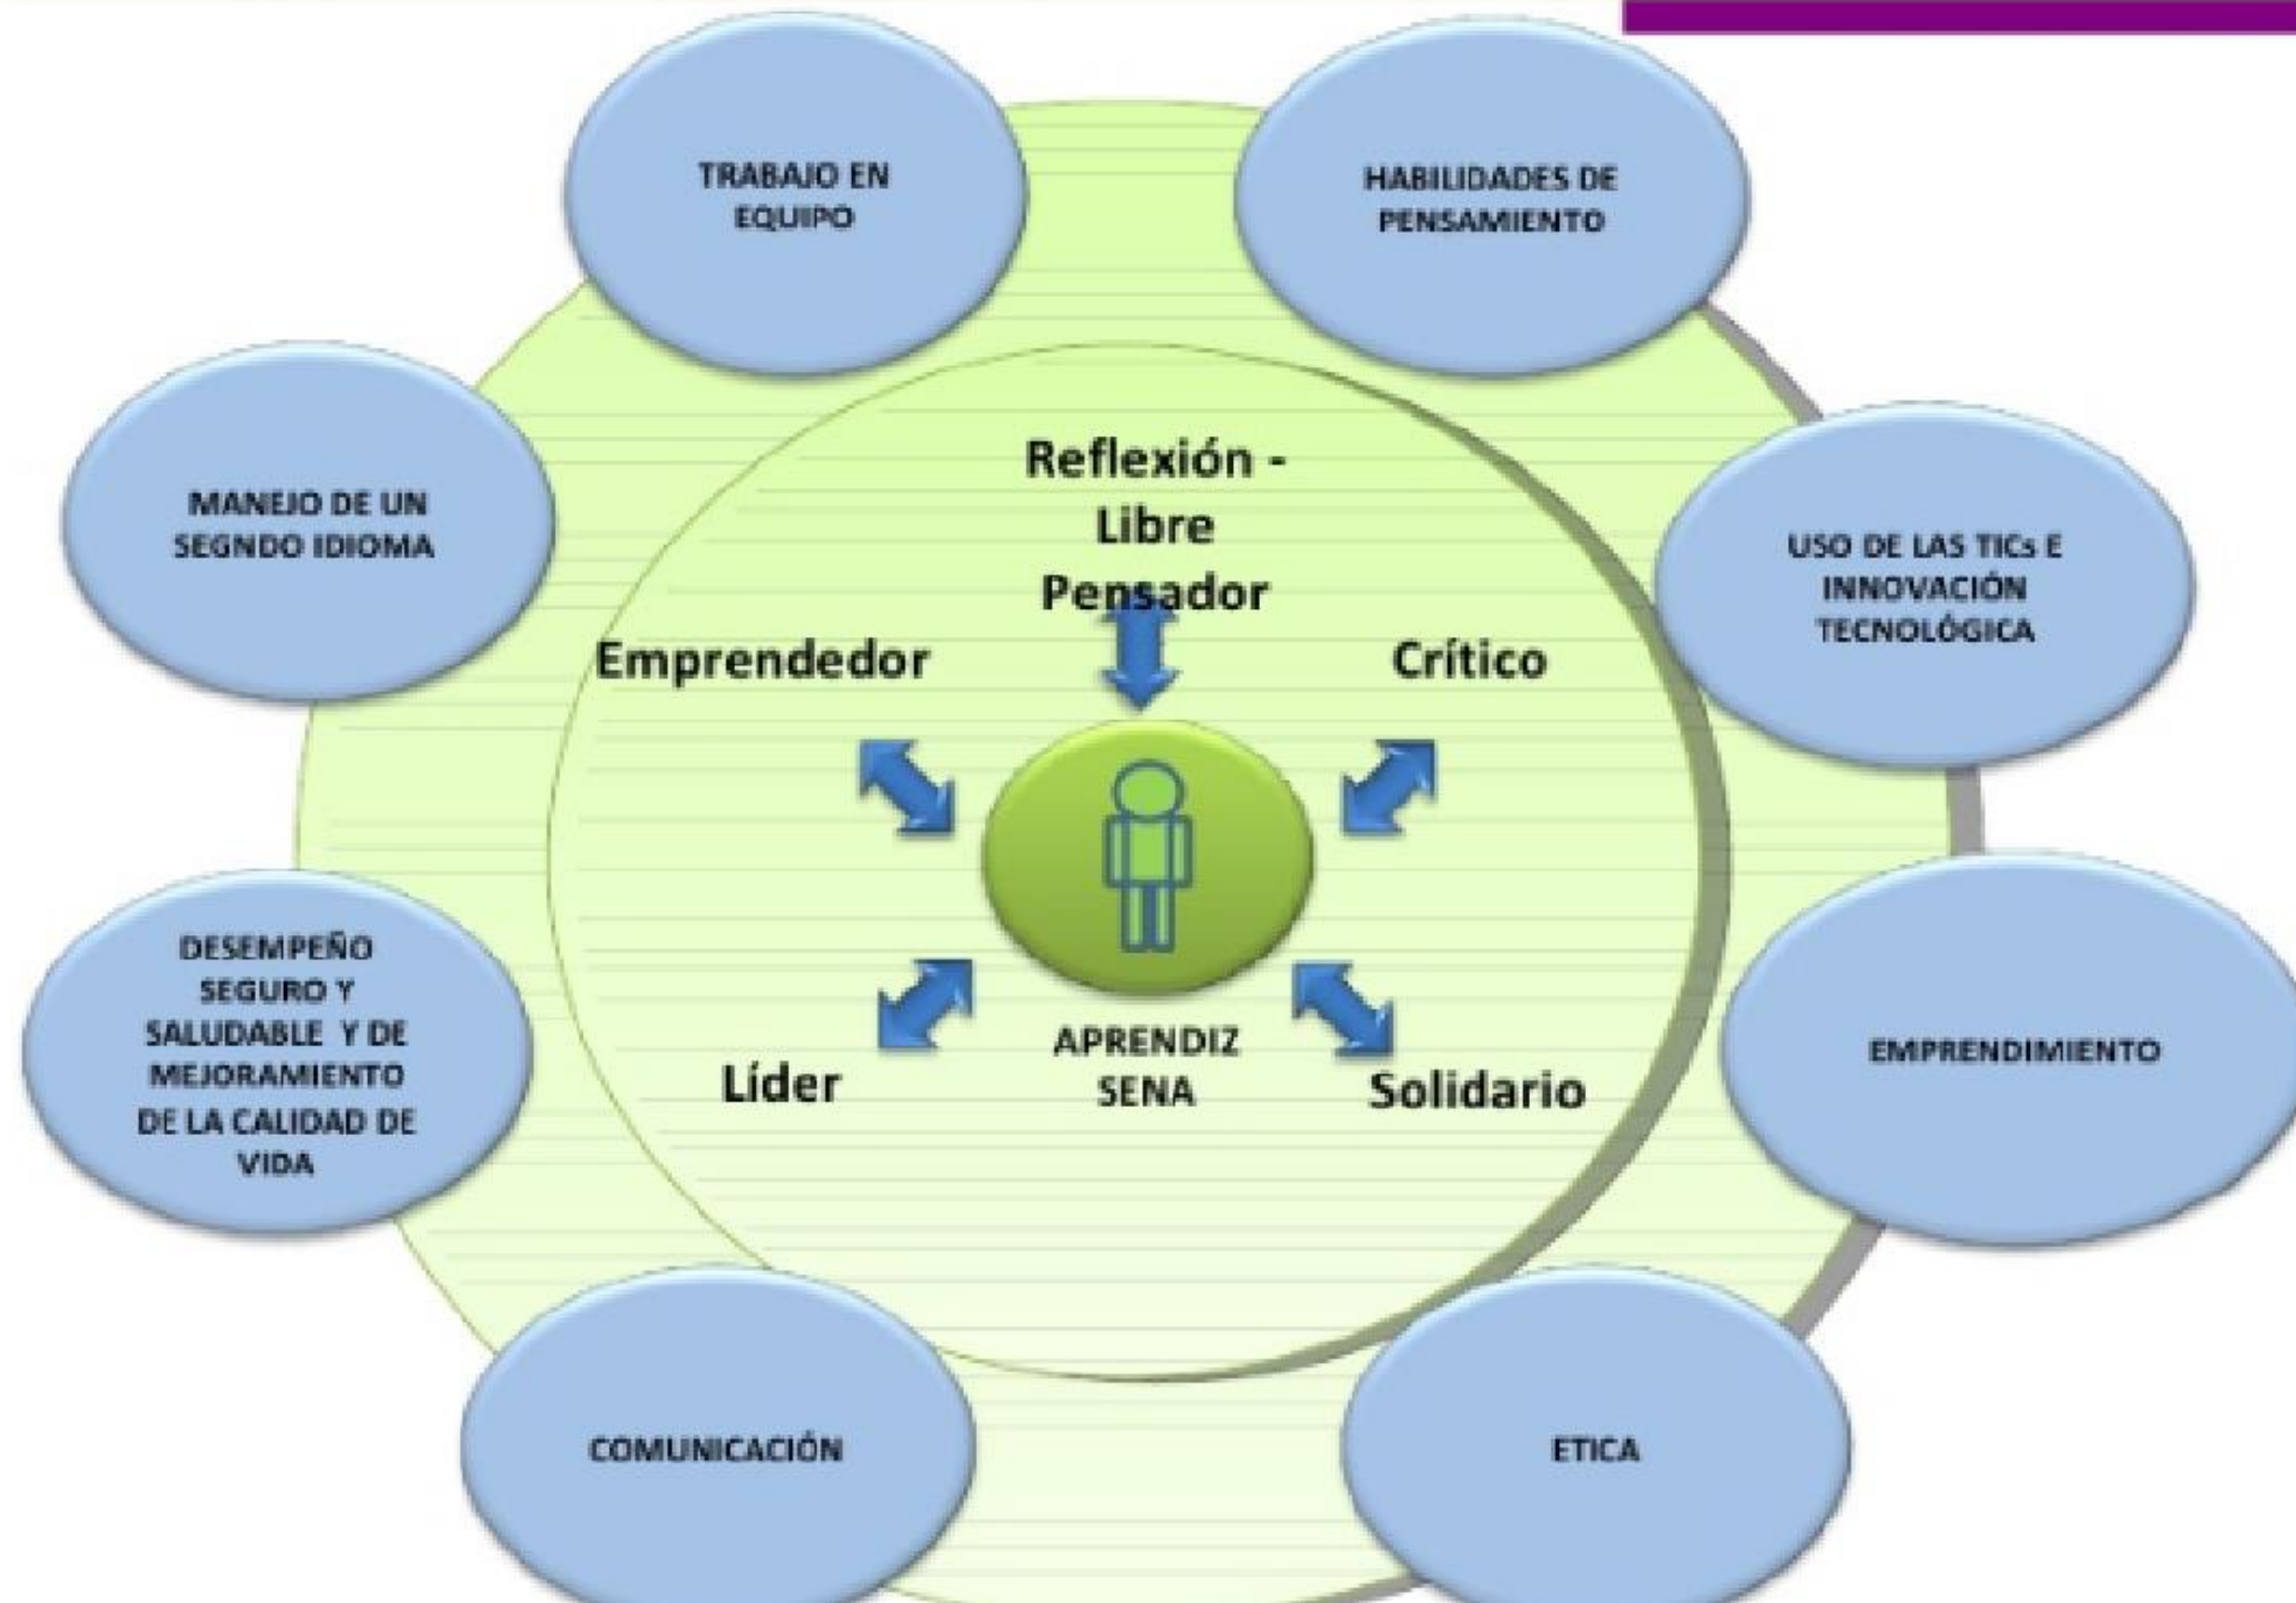 TRABAJO EN
EQUIPO
HABILIDADES DE
PENSAMIENTO
MANEJO DE UN
SEGNDO IDIOMA
USO DE LAS TICs E
INNOVACIÓN
TECNOLÓGICA
Reflexión -
Libre
Pensador
Emprendedor
Crítico
Líder
APRENDIZ
SENA
Solidario
DESEMPEÑO
SEGURO Y
SALUDABLE Y DE
MEJORAMIENTO
DE LA CALIDAD DE
VIDA
EMPRENDIMIENTO
COMUNICACIÓN
ETICA